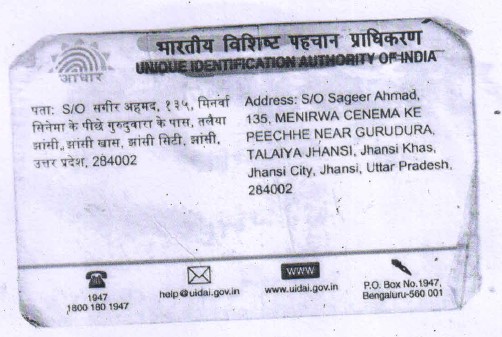 भारतीय विशिष्ट पहचान प्राधिकरण
UNIQUE IDENTIFICATION AUTHORITY OF INDIA
आधार
पता: S/O सगीर अहमद, १३५, मिनर्वा
सिनेमा के पीछे गुरुदुवारा के पास, तलैया
झांसी, झांसी खास, झांसी सिटी, झांसी,
उत्तर प्रदेश, 284002
Address: S/O Sageer Ahmad,
135, MENIRWA CENEMA KE
PEECHHE NEAR GURUDURA,
TALAIYA JHANSI, Jhansi Khas,
Jhansi City, Jhansi, Uttar Pradesh,
284002
1947
1800 180 1947
help@uidai.gov.in
WWW
www.uidai.gov.in
P.O. Box No.1947,
Bengaluru-560 001